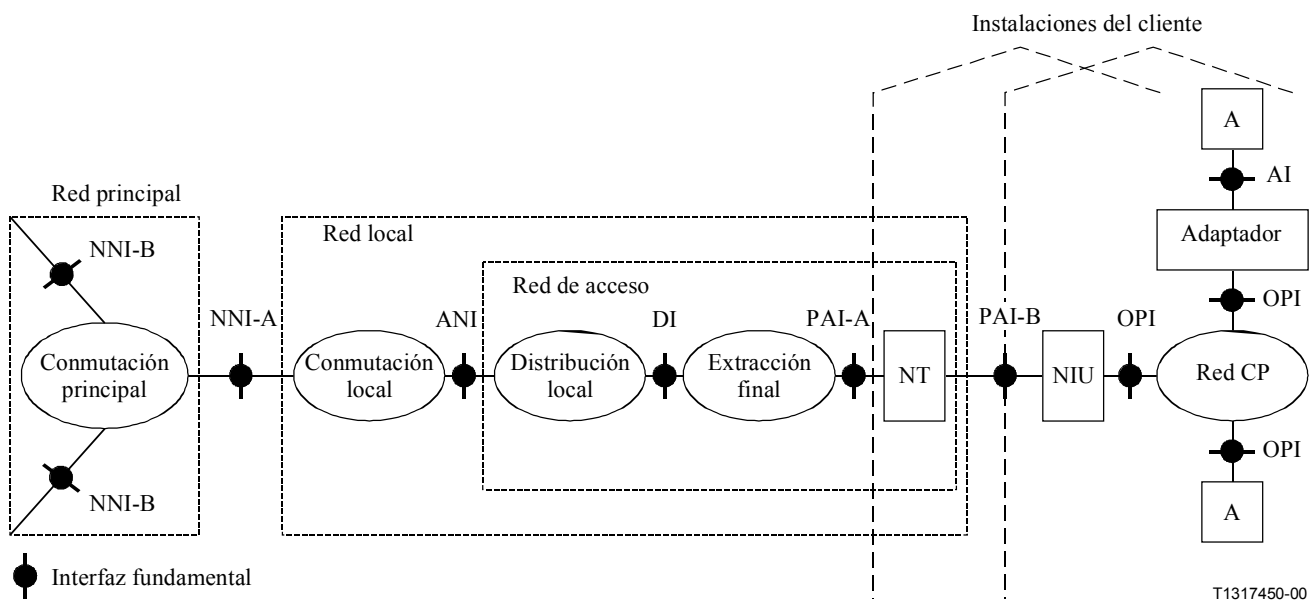 Instalaciones del cliente
A
AI
Red principal
Adaptador
NNI-B
Red local
Red de acceso
OPI
NNI-A
ANI
DI
PAI-A
PAI-B
OPI
Conmutación
principal
Conmutación
local
Distribución
local
Extracción
final
NT
NIU
Red CP
OPI
NNI-B
A
Interfaz fundamental
T1317450-00